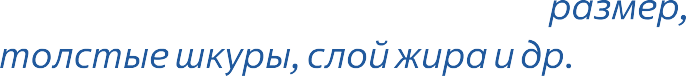 размер,
толстые шкуры, слой жира и др.